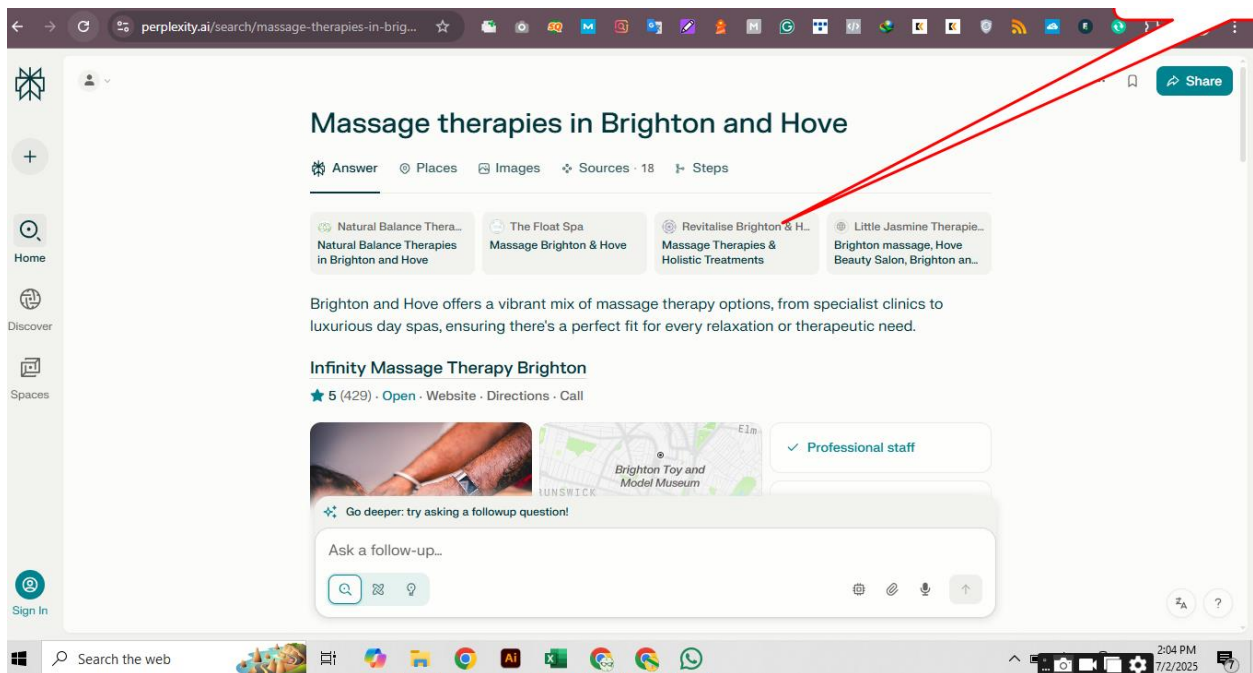 perplexity.ai/search/massage-therapies-in-brig...
Share
Massage therapies in Brighton and Hove
Answer Places Images Sources · 18 Steps
Natural Balance Thera...
Natural Balance Therapies
in Brighton and Hove
The Float Spa
Massage Brighton & Hove
Revitalise Brighton & H...
Massage Therapies &
Holistic Treatments
Little Jasmine Therapie...
Brighton massage, Hove
Beauty Salon, Brighton an...
Home
Discover
Spaces
Brighton and Hove offers a vibrant mix of massage therapy options, from specialist clinics to
luxurious day spas, ensuring there's a perfect fit for every relaxation or therapeutic need.
Infinity Massage Therapy Brighton
5 (429) · Open · Website · Directions · Call
Elm
Brighton Toy and
Model Museum
RUNSWICK
Professional staff
Go deeper: try asking a followup question!
Ask a follow-up...
Sign In
Search the web
Ai
2:04 PM
7/2/2025
7